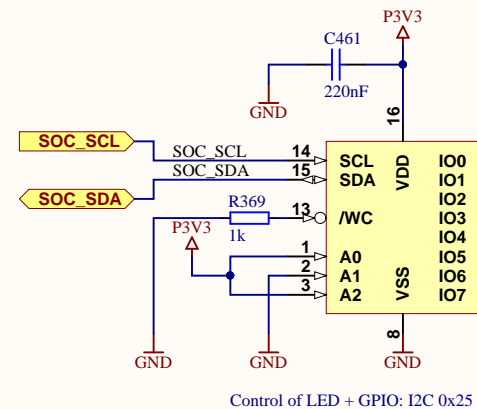 P3V3
C461
220nF
GND
16
SOC_SCL
SOC_SCL
14
SCL
VDD
IO0
SOC_SDA
SOC_SDA
15
SDA
IO1
IO2
R369
1k
13
/WC
IO3
IO4
P3V3
1
A0
IO5
2
A1
IO6
3
A2
VSS
IO7
8
GND
GND
GND
Control of LED + GPIO: I2C 0x25